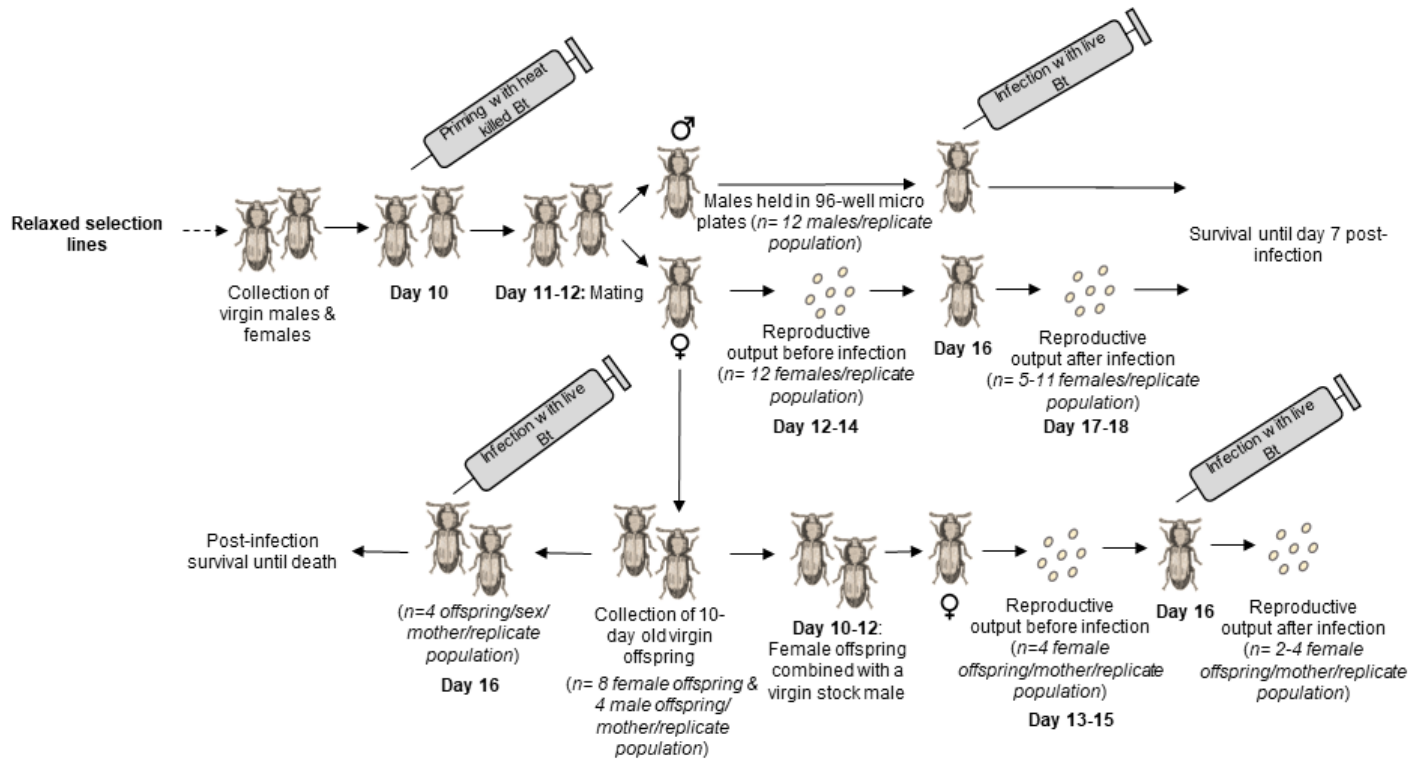 Priming with heat
killed Bt
Infection with live
Bt
♂
Relaxed selection
lines
Collection of
virgin males &
females
Day 10
Day 11-12: Mating
Males held in 96-well micro
plates (n= 12 males/replicate
population)
Survival until day 7 post-
infection
♀
Reproductive
output before infection
(n= 12 females/replicate
population)
Day 12-14
Day 16
Reproductive
output after infection
(n= 5-11 females/replicate
population)
Day 17-18
Infection with live
Bt
Infection with live
Bt
Post-infection
survival until death
(n=4 offspring/sex/
mother/replicate
population)
Day 16
Collection of 10-
day old virgin
offspring
(n= 8 female offspring &
4 male offspring/
mother/replicate
population)
Day 10-12:
Female offspring
combined with a
virgin stock male
♀
Reproductive
output before infection
(n=4 female
offspring/mother/replicate
population)
Day 13-15
Day 16
Reproductive
output after infection
(n= 2-4 female
offspring/mother/replicate
population)